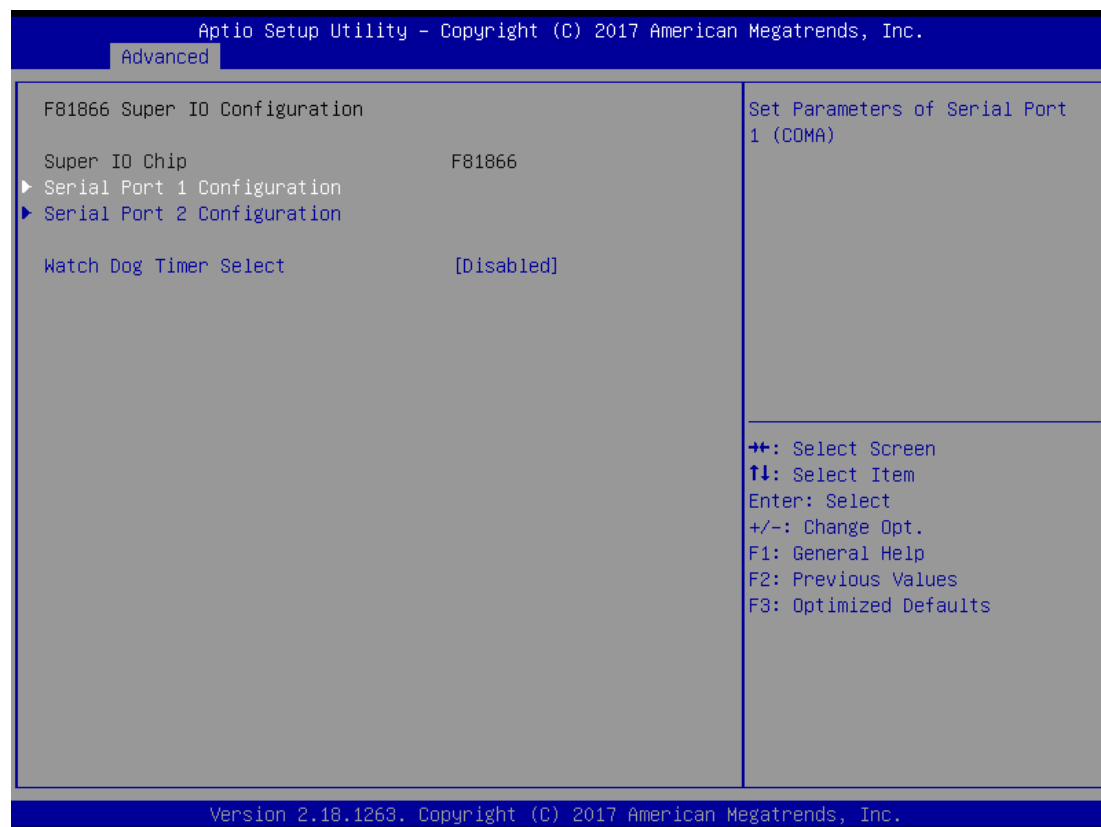 Aptio Setup Utility – Copyright (C) 2017 American Megatrends, Inc.
Advanced
F81866 Super IO Configuration
Super IO Chip F81866
Serial Port 1 Configuration
Serial Port 2 Configuration
Watch Dog Timer Select [Disabled]
Set Parameters of Serial Port
1 (COMA)
→←: Select Screen
↑↓: Select Item
Enter: Select
+/-: Change Opt.
F1: General Help
F2: Previous Values
F3: Optimized Defaults
Version 2.18.1263. Copyright (C) 2017 American Megatrends, Inc.